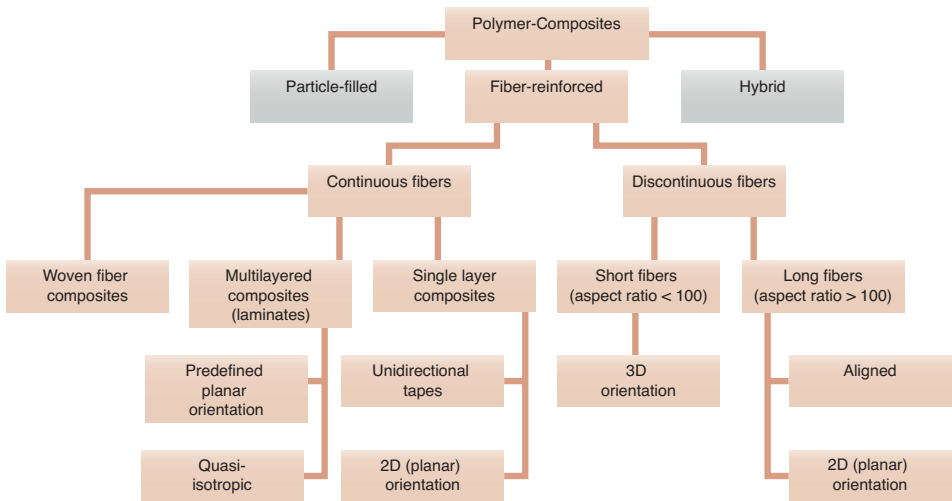 Polymer-Composites
Particle-filled
Fiber-reinforced
Hybrid
Continuous fibers
Discontinuous fibers
Woven fiber
composites
Multilayered
composites
(laminates)
Single layer
composites
Short fibers
(aspect ratio < 100)
Long fibers
(aspect ratio > 100)
Predefined
planar
orientation
Unidirectional
tapes
3D
orientation
Aligned
Quasi-
isotropic
2D (planar)
orientation
2D (planar)
orientation